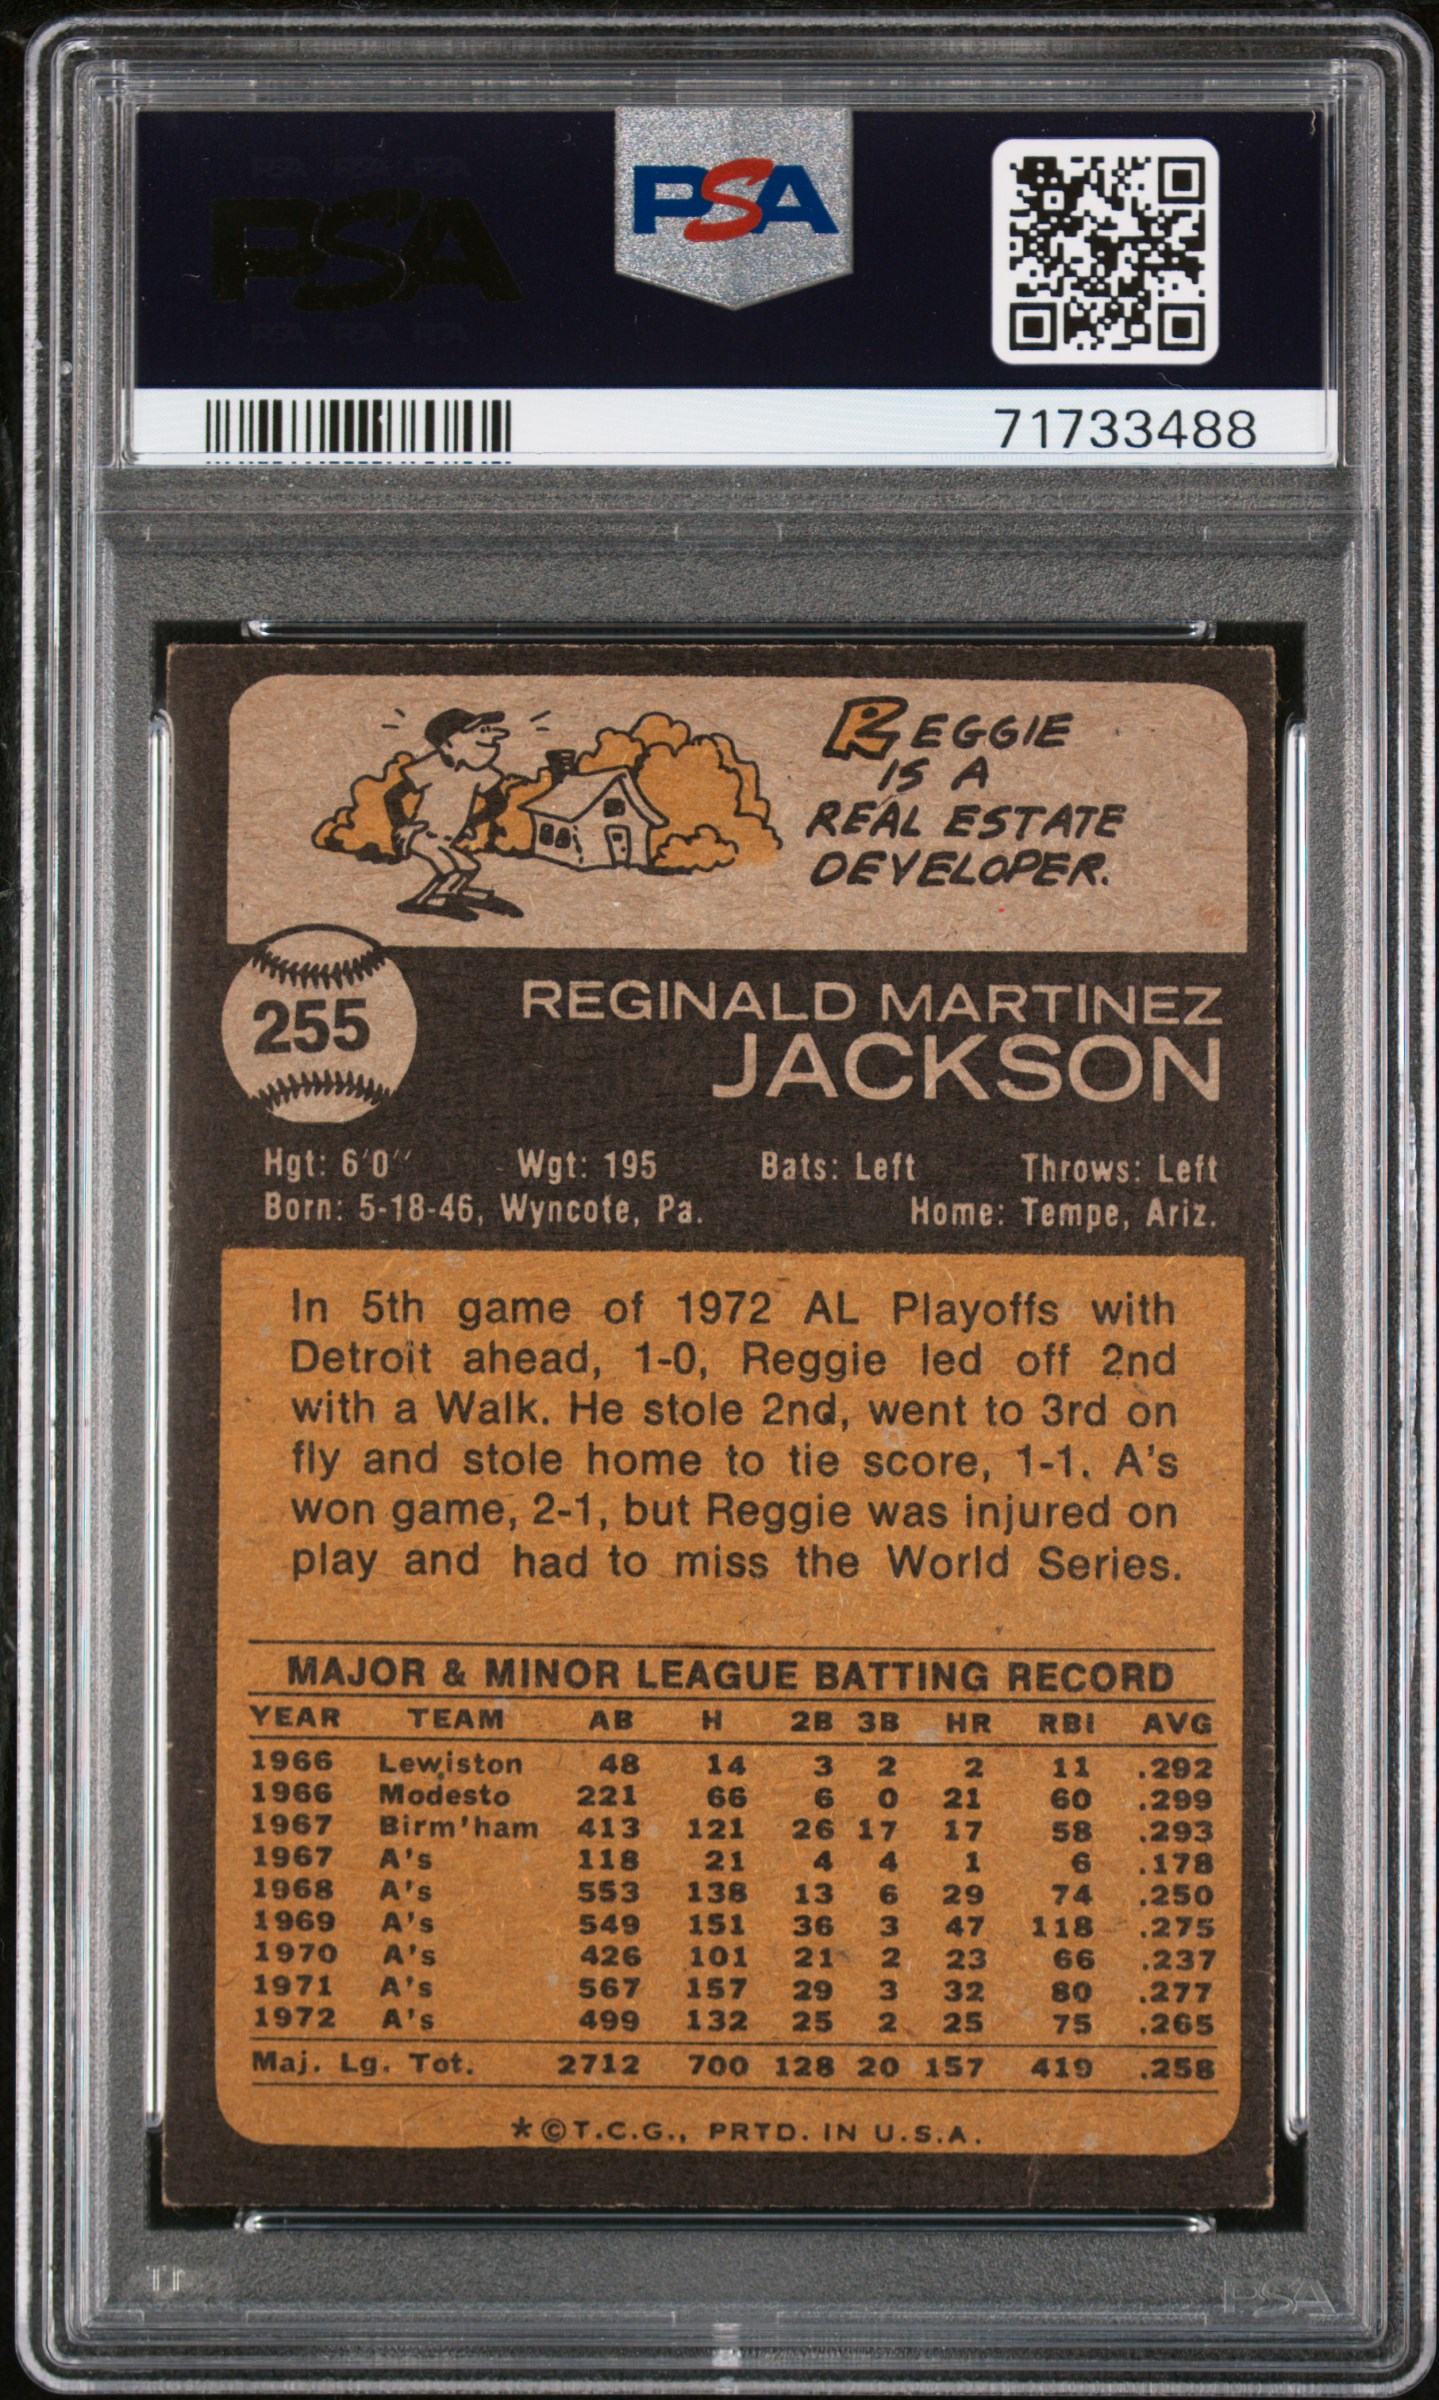 PSA
PSA
71733488
REGGIE
IS A
REAL ESTATE
DEVELOPER.
255
REGINALD MARTINEZ
JACKSON
Hgt: 6'0" Wgt: 195 Bats: Left Throws: Left
Born: 5-18-46, Wyncote, Pa. Home: Tempe, Ariz.
In 5th game of 1972 AL Playoffs with
Detroit ahead, 1-0, Reggie led off 2nd
with a Walk. He stole 2nd, went to 3rd on
fly and stole home to tie score, 1-1. A's
won game, 2-1, but Reggie was injured on
play and had to miss the World Series.
MAJOR & MINOR LEAGUE BATTING RECORD
YEAR TEAM AB H 2B 3B HR RBI AVG
1966 Lewiston 48 14 3 2 2 11 .292
1966 Modesto 221 66 6 0 21 60 .299
1967 Birm'ham 413 121 26 17 17 58 .293
1967 A's 118 21 4 4 1 6 .178
1968 A's 553 138 13 6 29 74 .250
1969 A's 549 151 36 3 47 118 .275
1970 A's 426 101 21 2 23 66 .237
1971 A's 567 157 29 3 32 80 .277
1972 A's 499 132 25 2 25 75 .265
Maj. Lg. Tot. 2712 700 128 20 157 419 .258
*©T.C.G., PRTD. IN U.S.A.
PSA